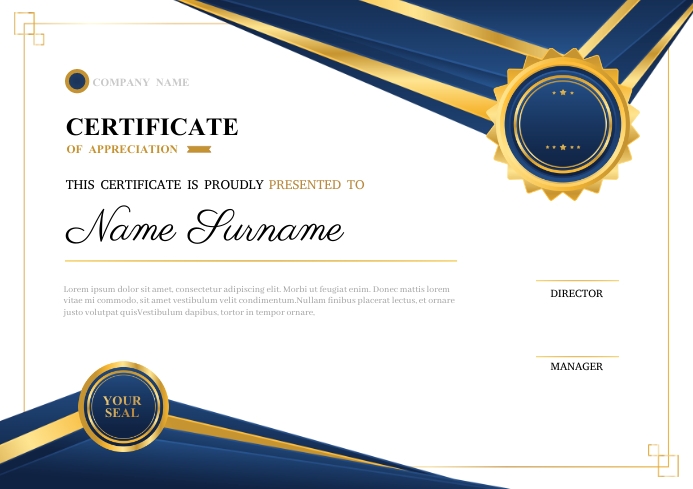 COMPANY NAME
CERTIFICATE
OF APPRECIATION
THIS CERTIFICATE IS PROUDLY PRESENTED TO
Name Surname
Lorem ipsum dolor sit amet, consectetur adipiscing elit. Morbi ut feugiat enim. Donec mattis lorem
vitae mi commodo, sit amet vestibulum velit condimentum.Nullam finibus placerat lectus, et ornare
justo volutpat quisVestibulum dapibus, tortor in tempor ornare,
DIRECTOR
MANAGER
YOUR
SEAL